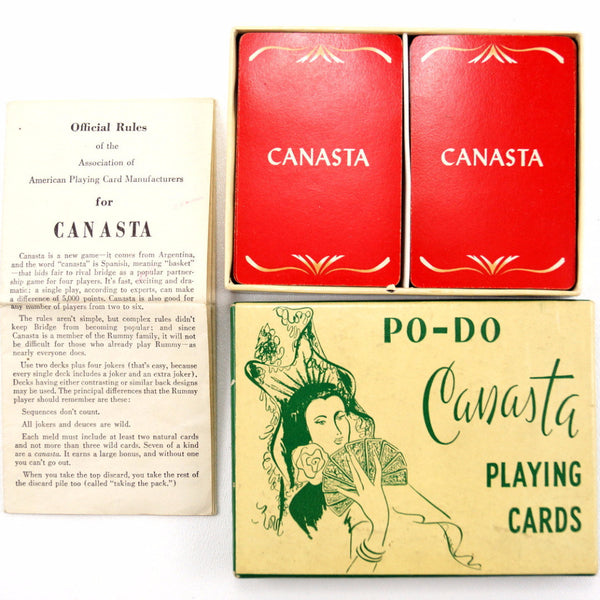 Official Rules
of the
Association of
American Playing Card Manufacturers
for
CANASTA
Canasta is a new game—it comes from Argentina,
and the word "canasta" is Spanish, meaning "basket"
—that bids fair to rival bridge as a popular partner-
ship game for four players. It's fast, exciting and dra-
matic: a single play, according to experts, can make
a difference of 5,000 points. Canasta is also good for
any number of players from two to six.
The rules aren't simple, but complex rules didn't
keep Bridge from becoming popular; and since
Canasta is a member of the Rummy family, it will not
be difficult for those who already play Rummy—as
nearly everyone does.
Use two decks plus four jokers (that's easy, because
every single deck includes a joker and an extra joker).
Decks having either contrasting or similar back designs
may be used. The principal differences that the Rummy
player should remember are these:
Sequences don't count.
All jokers and deuces are wild.
Each meld must include at least two natural cards
and not more than three wild cards. Seven of a kind
are a canasta. It earns a large bonus, and without one
you can't go out.
When you take the top discard, you take the rest of
the discard pile too (called "taking the pack.")
CANASTA
CANASTA
PO-DO
Canasta
PLAYING
CARDS